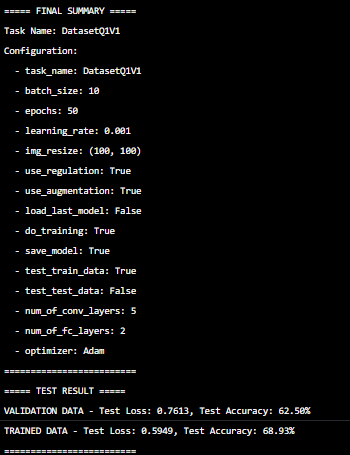 ===== FINAL SUMMARY =====
Task Name: DatasetQ1V1
Configuration:
- task_name: DatasetQ1V1
- batch_size: 10
- epochs: 50
- learning_rate: 0.001
- img_resize: (100, 100)
- use_regulation: True
- use_augmentation: True
- load_last_model: False
- do_training: True
- save_model: True
- test_train_data: True
- test_test_data: False
- num_of_conv_layers: 5
- num_of_fc_layers: 2
- optimizer: Adam
=========================
===== TEST RESULT =====
VALIDATION DATA - Test Loss: 0.7613, Test Accuracy: 62.50%
TRAINED DATA - Test Loss: 0.5949, Test Accuracy: 68.93%
=========================